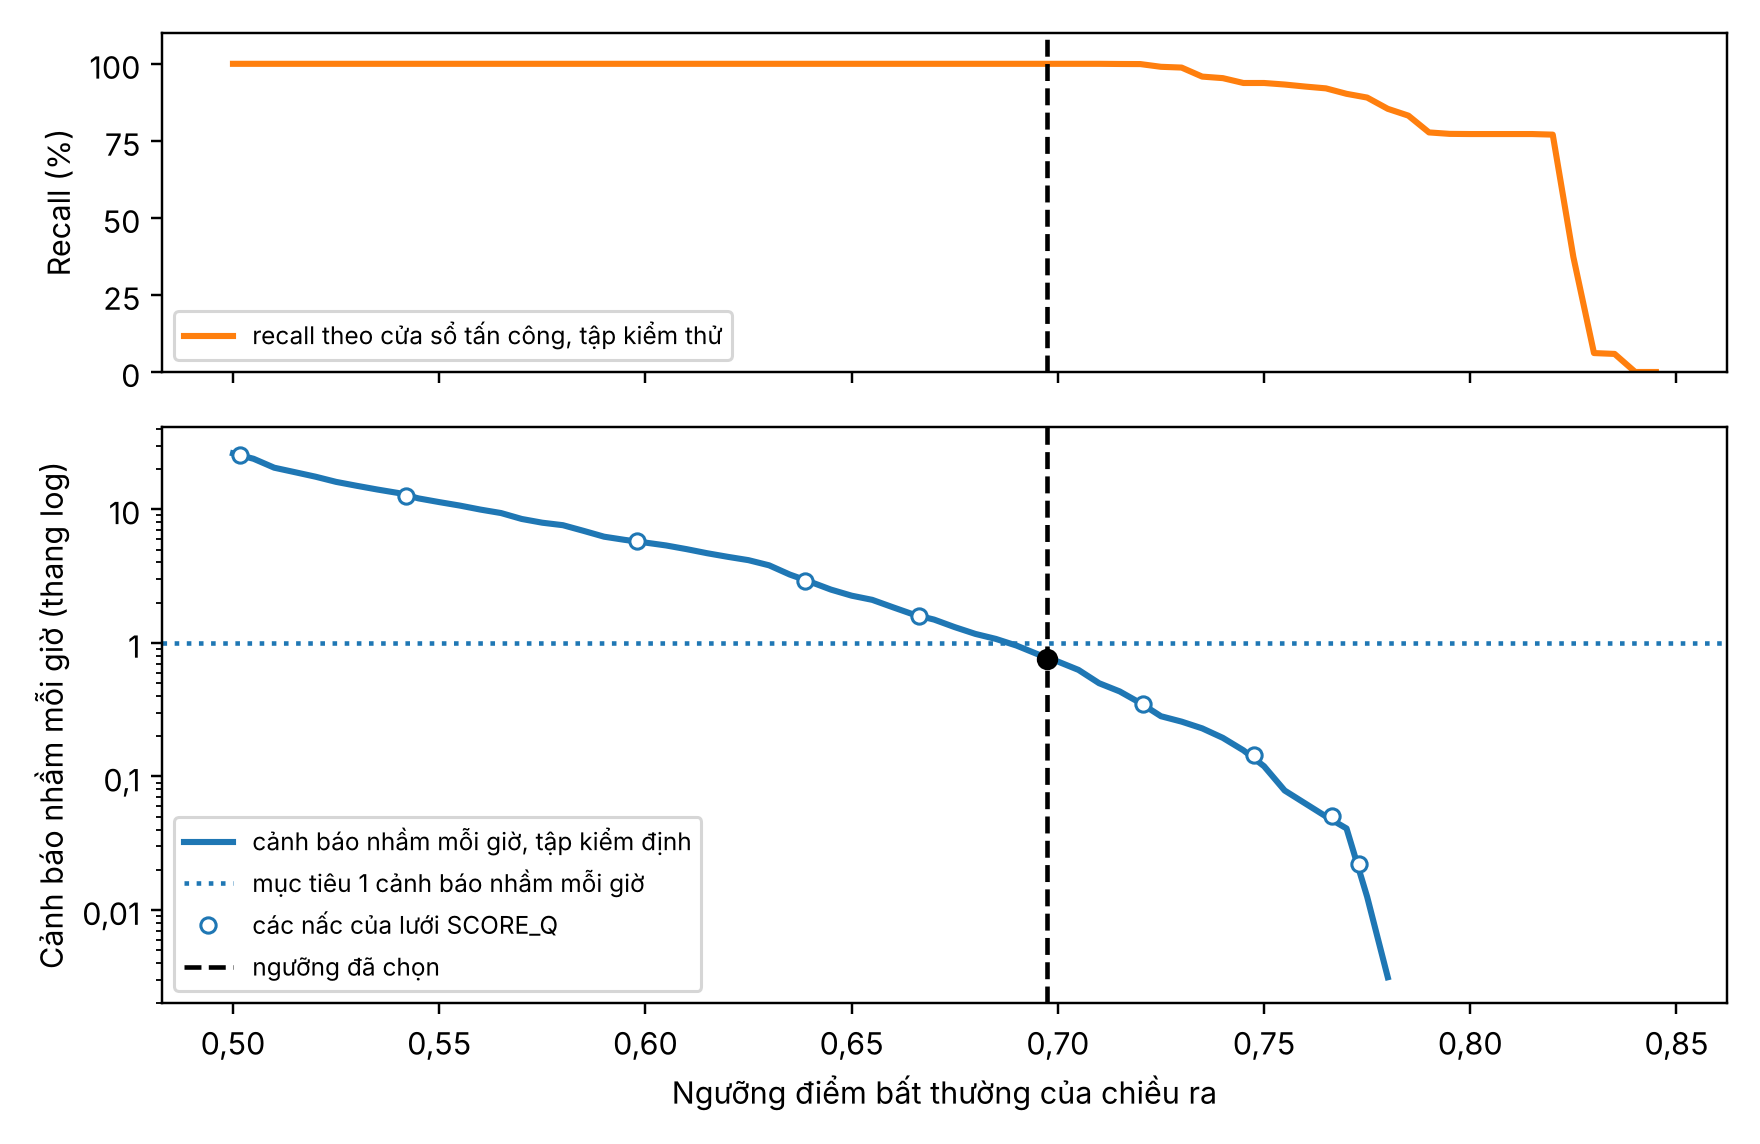 Recall (%)
100
75
50
25
0
recall theo cửa sổ tấn công, tập kiểm thử
Cảnh báo nhầm mỗi giờ (thang log)
10
1
0,1
0,01
cảnh báo nhầm mỗi giờ, tập kiểm định
mục tiêu 1 cảnh báo nhầm mỗi giờ
các nấc của lưới SCORE_Q
ngưỡng đã chọn
0,50 0,55 0,60 0,65 0,70 0,75 0,80 0,85
Ngưỡng điểm bất thường của chiều ra